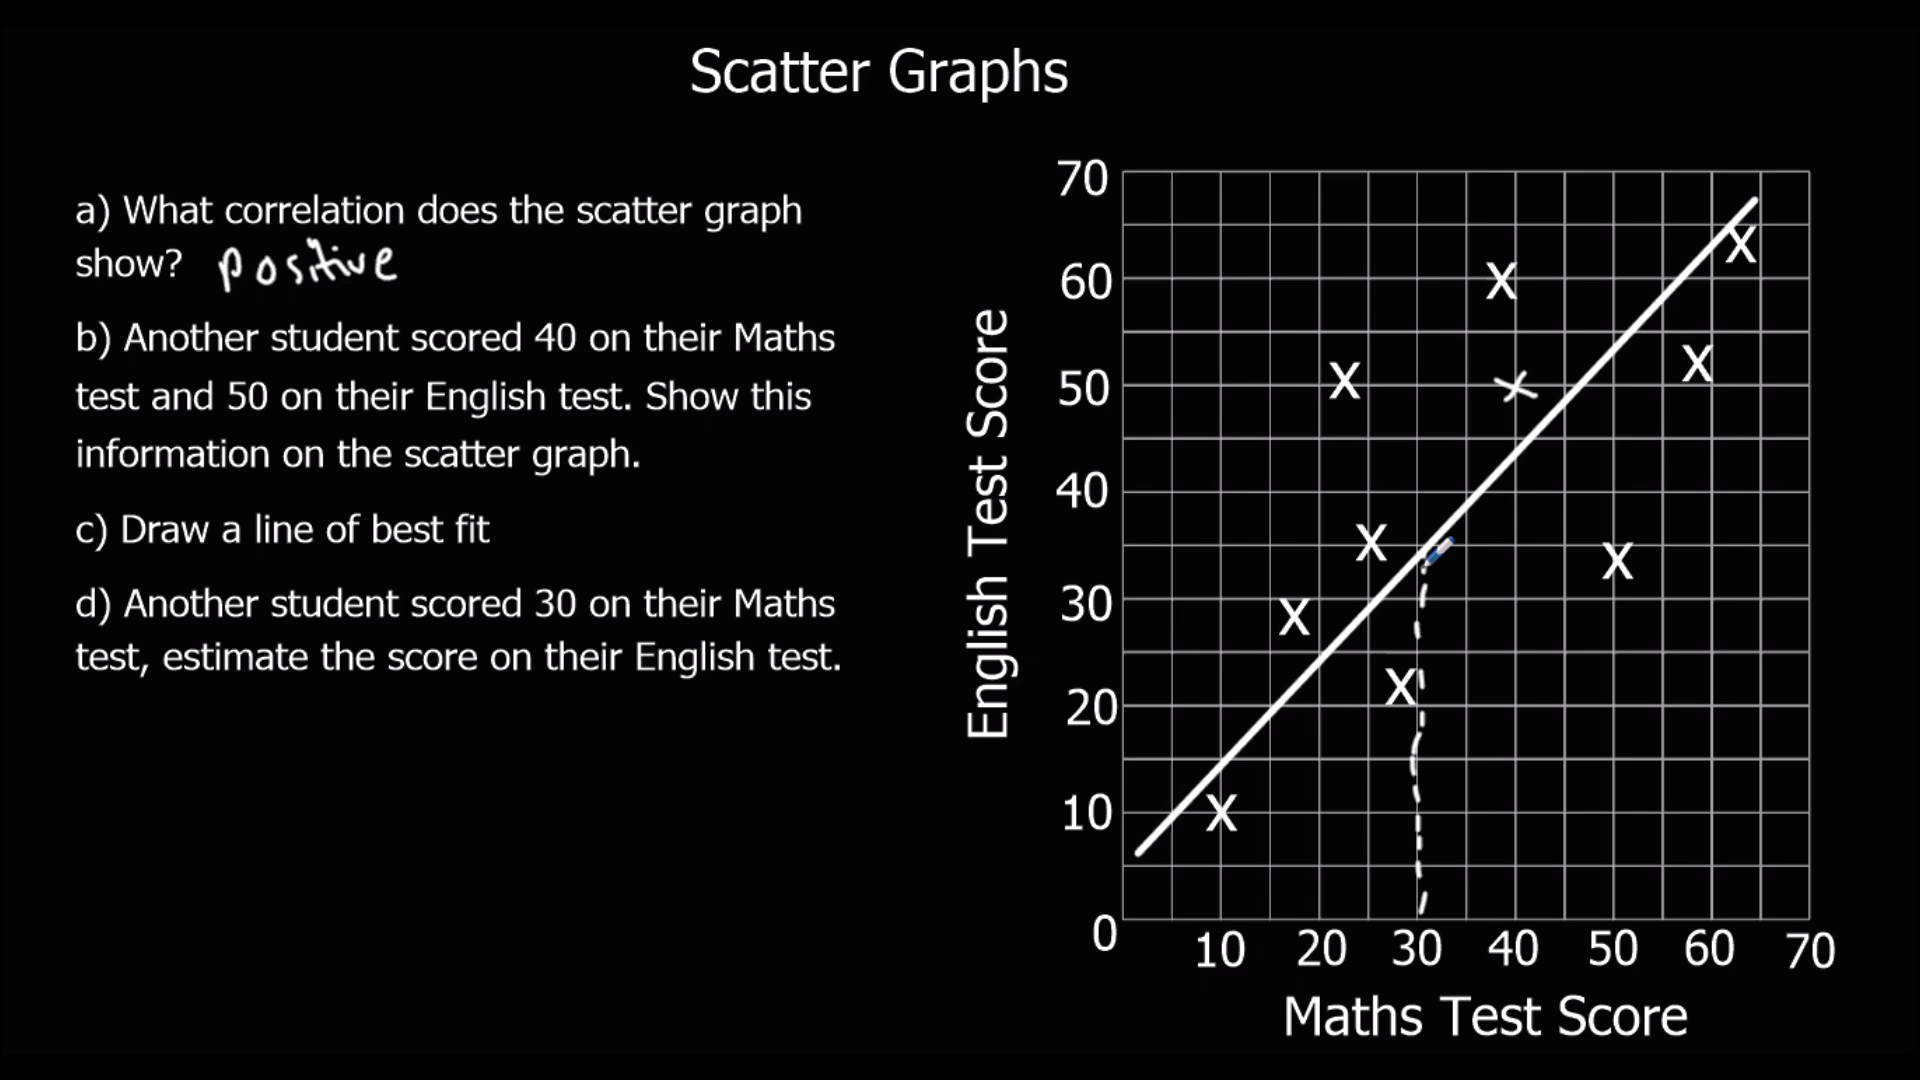 Scatter Graphs
a) What correlation does the scatter graph
show? positive
b) Another student scored 40 on their Maths
test and 50 on their English test. Show this
information on the scatter graph.
c) Draw a line of best fit
d) Another student scored 30 on their Maths
test, estimate the score on their English test.
English Test Score
70
60
50
40
30
20
10
0
10 20 30 40 50 60 70
Maths Test Score